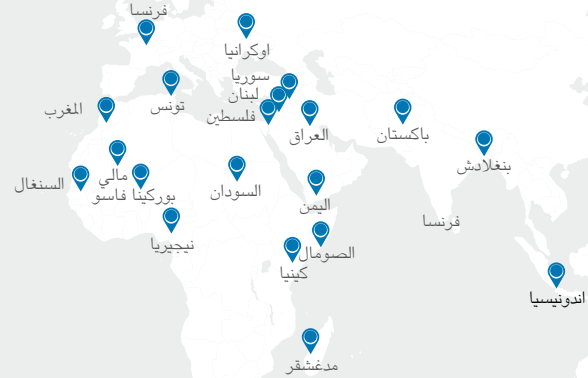 فرنسا
اوكرانيا
سوريا
لبنان
فلسطين
تونس
المغرب
العراق
باكستان
بنغلادش
مالي
السنغال
بوركينا فاسو
السودان
اليمن
فرنسا
نيجيريا
الصومال
كينيا
اندونيسيا
مدغشقر